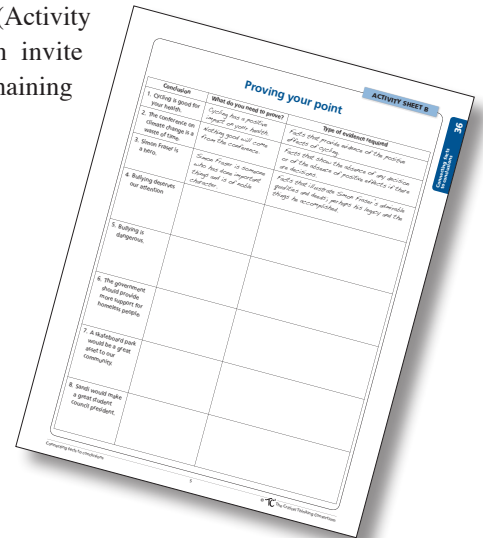 (Activity
n invite
naining
ACTIVITY SHEET B
36
Connecting facts
to conclusions
Proving your point
Conclusion
What do you need to prove?
Type of evidence required
1. Cycling is good for
your health.
Cycling has a positive
impact of your health.
Facts that provide evidence of the positive
effects of cycling.
2. The conference on
climate change is a
waste of time.
Nothing good will come
from the conference.
Facts that show the absence of any decision
or of the absence of positive effects if there
are decisions.
3. Simon Fraser is
a hero.
Simon Fraser is someone
who has done important
things and is of noble
character.
Facts that illustrate Simon Fraser's admirable
qualities and deeds; perhaps his legacy and the
things he accomplished.
4. Bullying deserves
our attention
5. Bullying is
dangerous.
6. The government
should provide
more support for
homeless people.
7. A skateboard park
would be a great
asset to our
community.
8. Sandi would make
a great student
council president.
Connecting facts to conclusions
The Critical Thinking Consortium